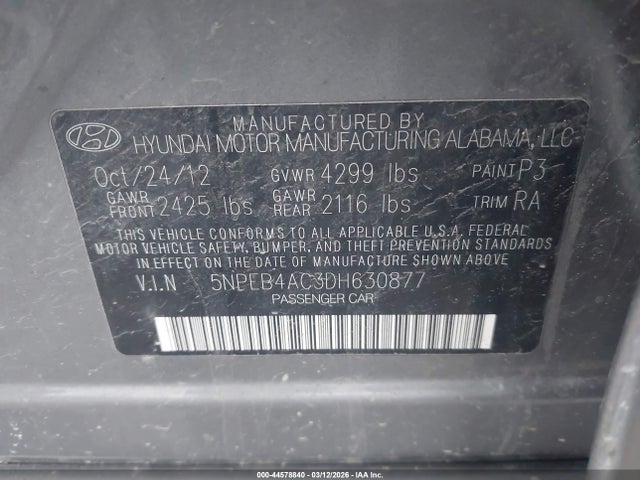 MANUFACTURED BY
HYUNDAI MOTOR MANUFACTURING ALABAMA, LLC
Oct/24/12 GVWR 4299 lbs PAINT P3
GAWR FRONT 2425 lbs GAWR REAR 2116 lbs TRIM RA
THIS VEHICLE CONFORMS TO ALL APPLICABLE U.S.A. FEDERAL
MOTOR VEHICLE SAFETY, BUMPER, AND THEFT PREVENTION STANDARDS
IN EFFECT ON THE DATE OF MANUFACTURE SHOWN ABOVE.
V.I.N 5NPEB4AC3DH630877
PASSENGER CAR
000-44578840 - 03/12/2026 - IAA Inc.